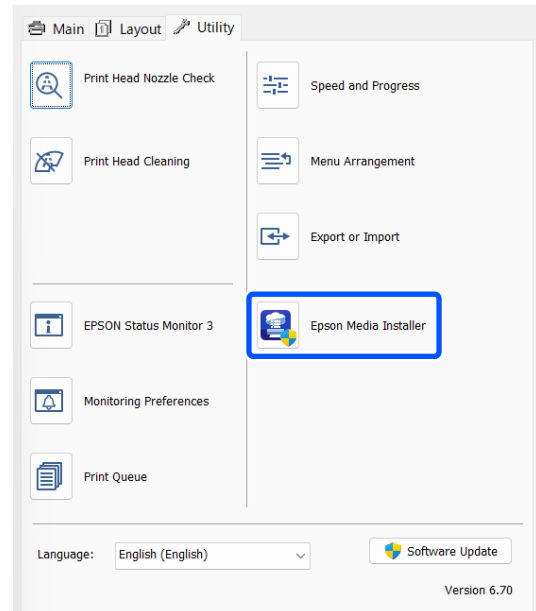 Main Layout Utility
Print Head Nozzle Check
Speed and Progress
Print Head Cleaning
Menu Arrangement
Export or Import
EPSON Status Monitor 3
Epson Media Installer
Monitoring Preferences
Print Queue
Language: English (English)
Software Update
Version 6.70